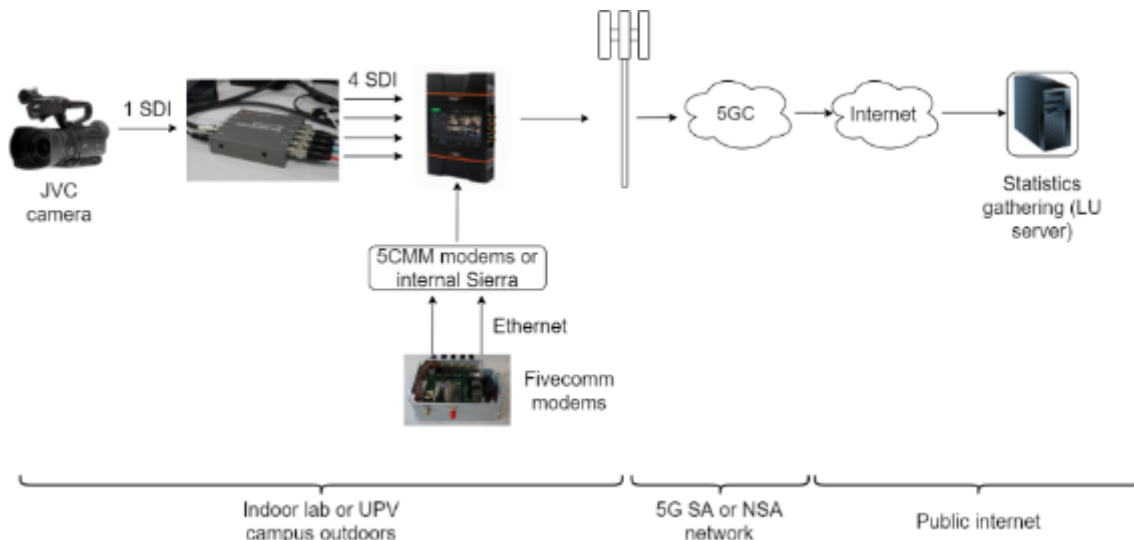 1 SDI
4 SDI
JVC
camera
5GC
Internet
Statistics
gathering (LU
server)
5CMM modems or
internal Sierra
Ethernet
Fivecomm
modems
Indoor lab or UPV
campus outdoors
5G SA or NSA
network
Public internet